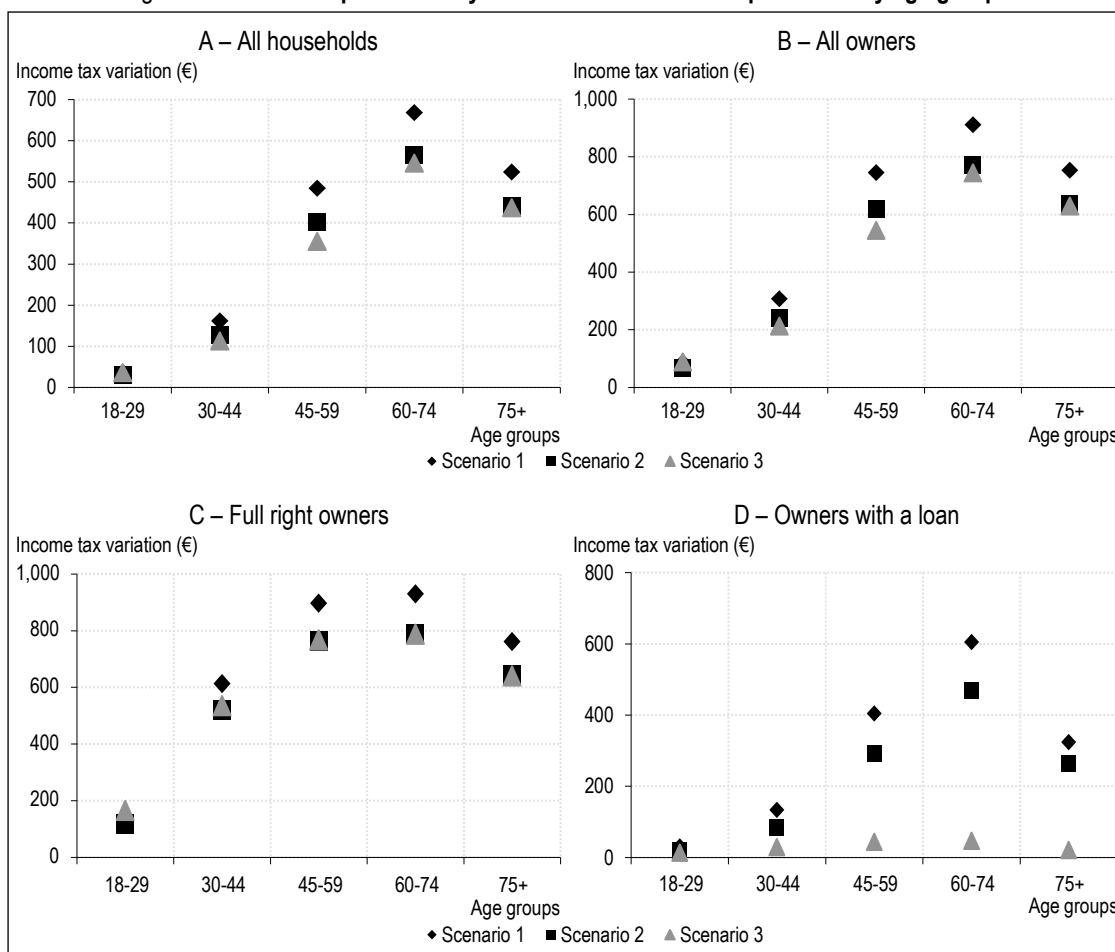 A – All households
Income tax variation (€)
700
600
500
400
300
200
100
0
18-29 30-44 45-59 60-74 75+
Age groups
B – All owners
Income tax variation (€)
1,000
800
600
400
200
0
18-29 30-44 45-59 60-74 75+
Age groups
Scenario 1 Scenario 2 Scenario 3
C – Full right owners
Income tax variation (€)
1,000
800
600
400
200
0
18-29 30-44 45-59 60-74 75+
Age groups
D – Owners with a loan
Income tax variation (€)
800
600
400
200
0
18-29 30-44 45-59 60-74 75+
Age groups
Scenario 1 Scenario 2 Scenario 3